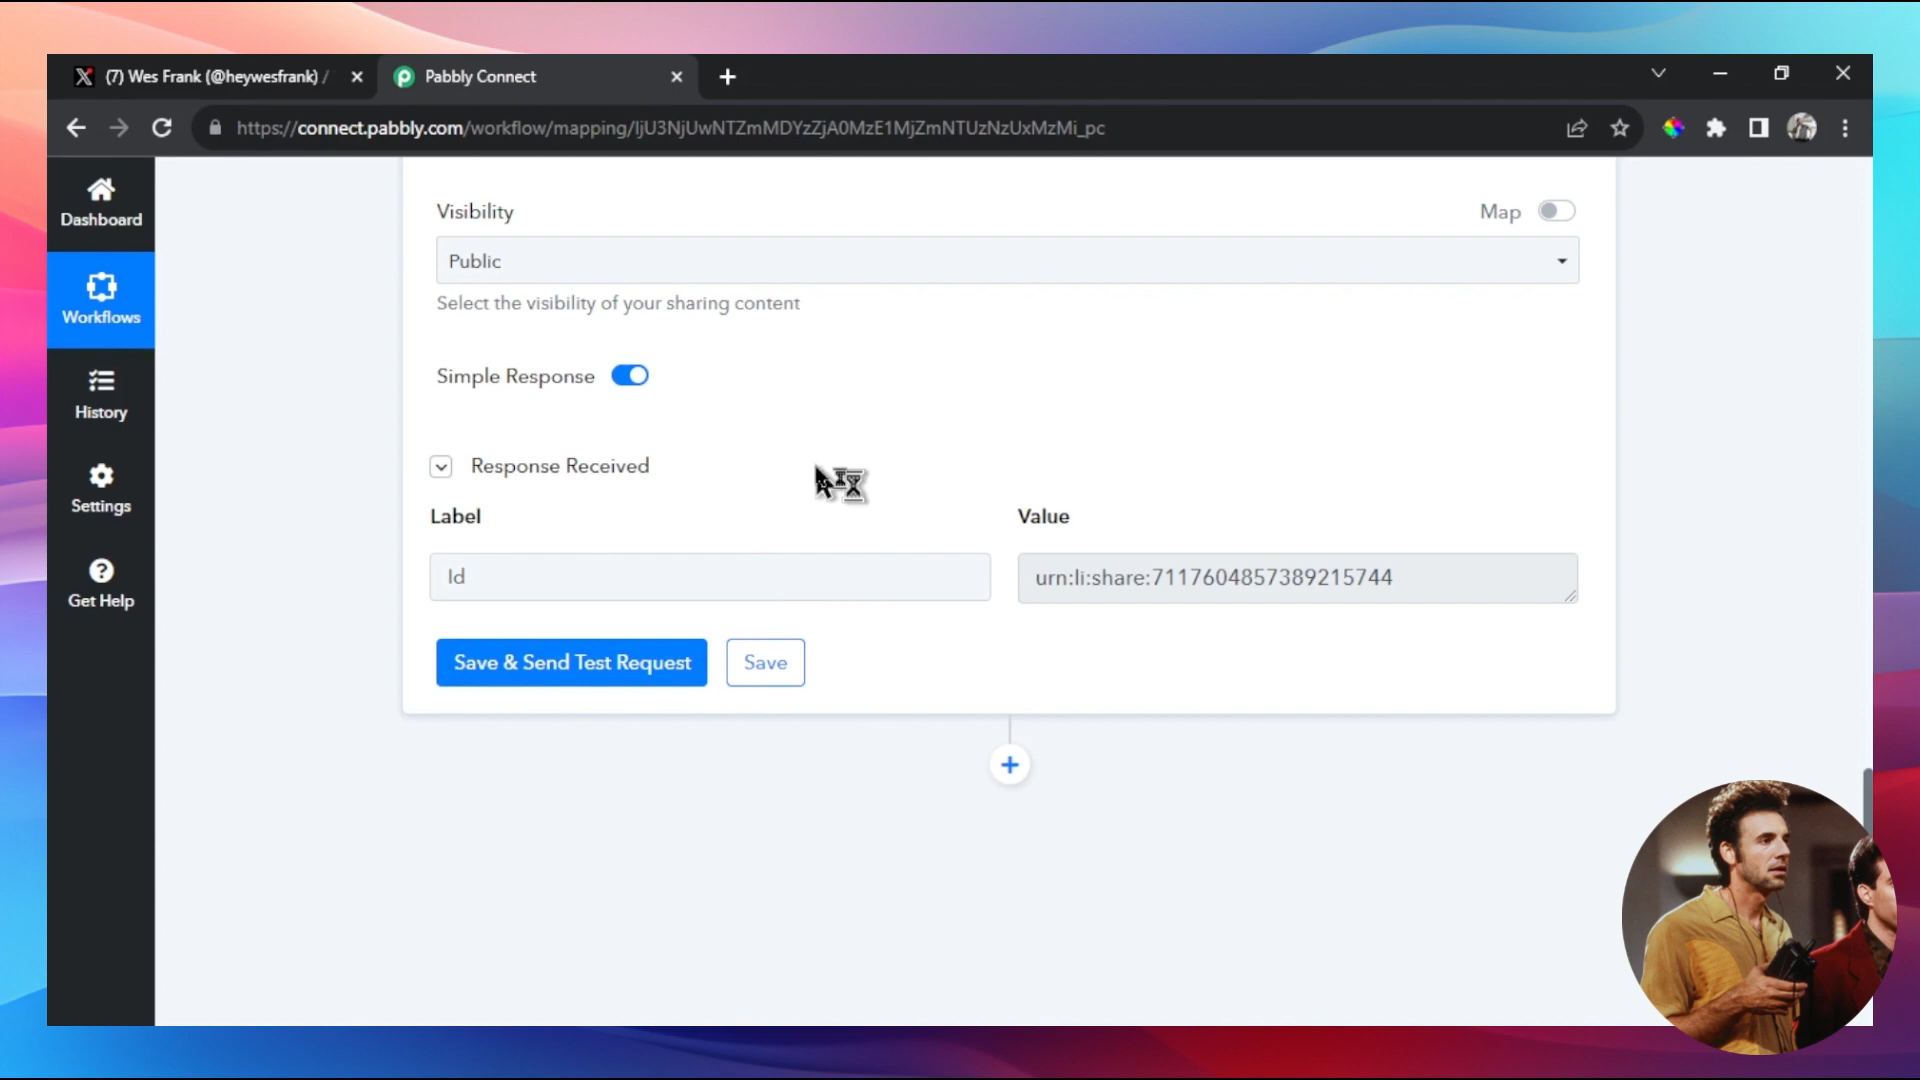 (7) Wes Frank (@heywesfrank) /
Pabbly Connect
https://connect.pabbly.com/workflow/mapping/IjU3NjUwNTZmMDYzZjA0MzE1MjZmNTUzNzUxMzMi_pc
Dashboard
Workflows
History
Settings
Get Help
Visibility
Map
Public
Select the visibility of your sharing content
Simple Response
Response Received
Label
Value
Id
urn:li:share:7117604857389215744
Save & Send Test Request
Save